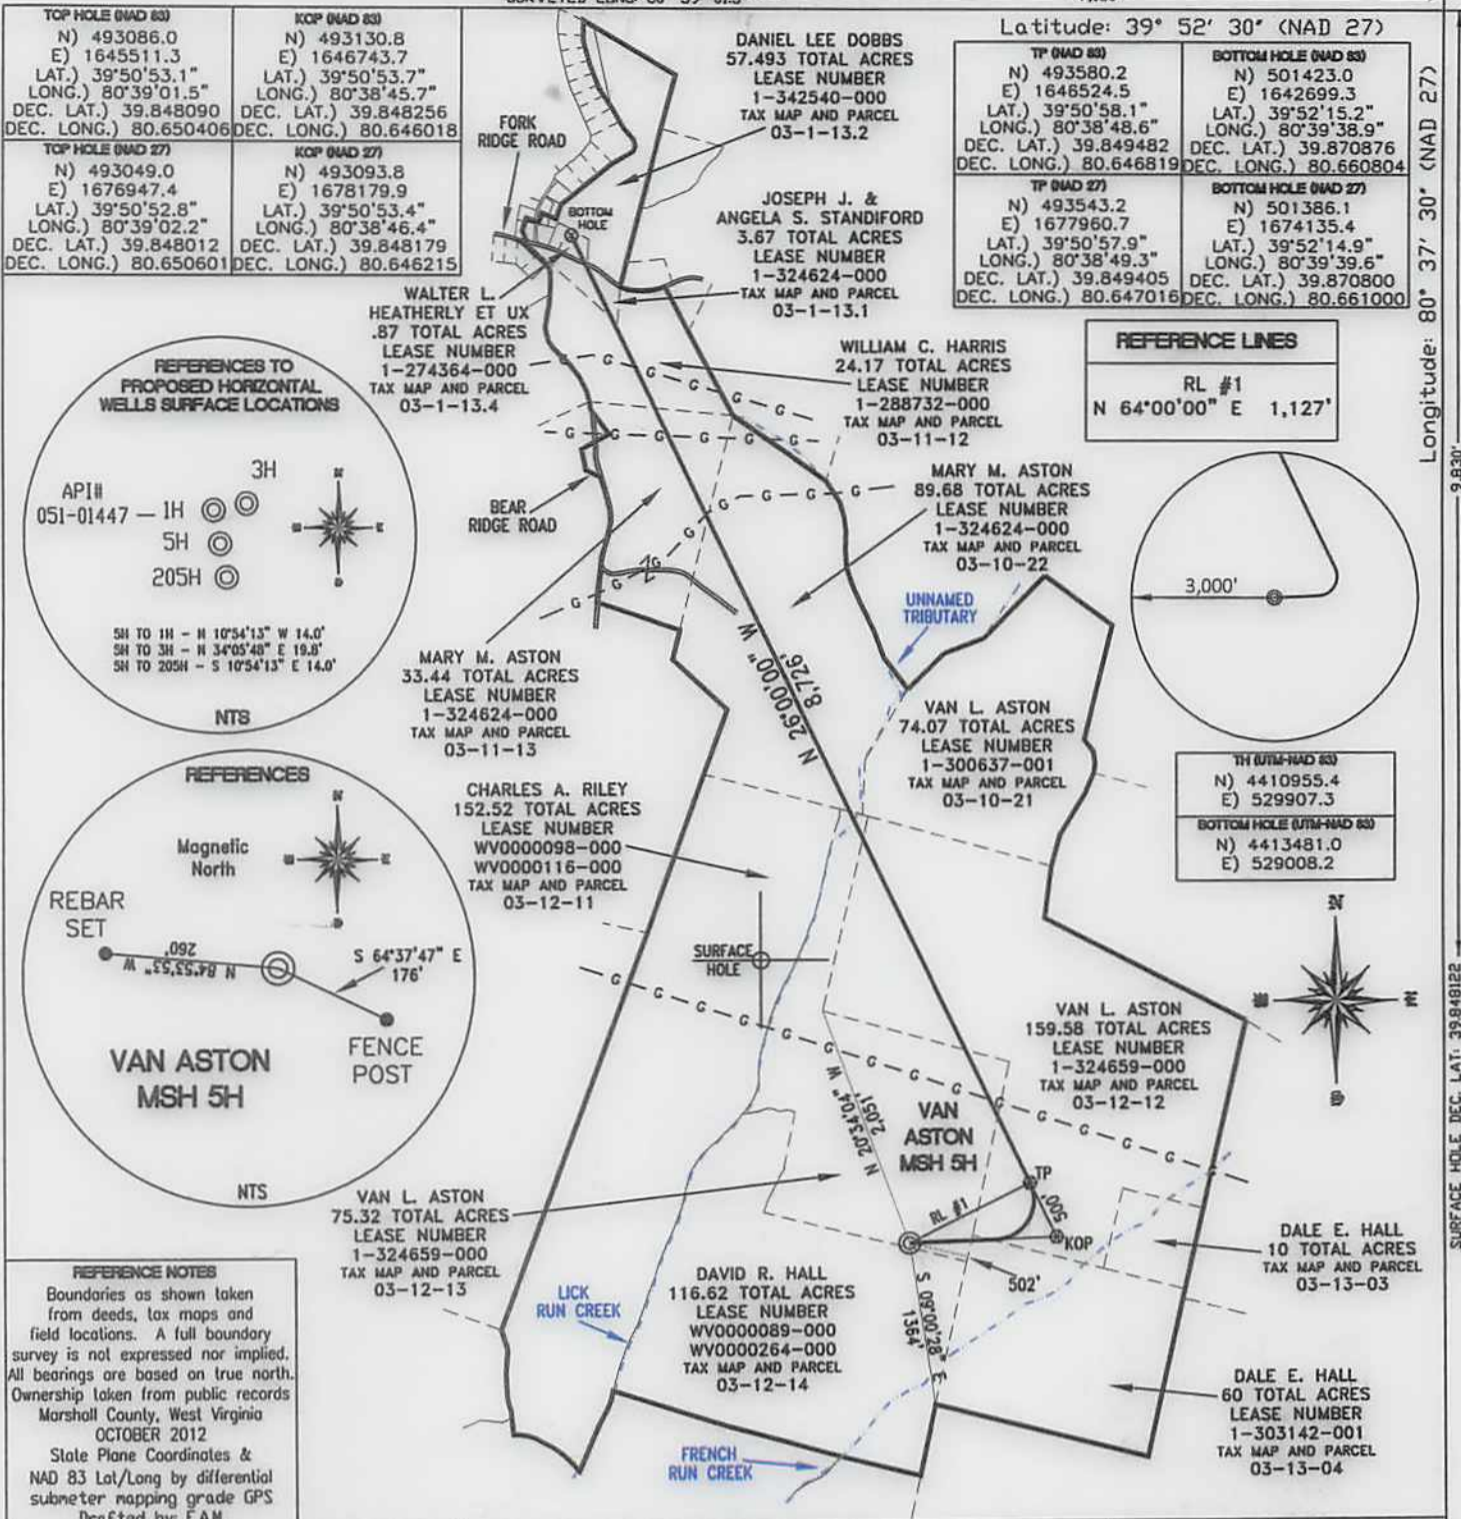 Latitude: 39° 52' 30" (NAD 27)
TOP HOLE (NAD 83)
N) 493086.0
E) 1645511.3
LAT.) 39°50'53.1"
LONG.) 80°39'01.5"
DEC. LAT.) 39.848090
DEC. LONG.) 80.650406
KOP (NAD 83)
N) 493130.8
E) 1646743.7
LAT.) 39°50'53.7"
LONG.) 80°38'45.7"
DEC. LAT.) 39.848256
DEC. LONG.) 80.646018
TOP HOLE (NAD 27)
N) 493049.0
E) 1676947.4
LAT.) 39°50'52.8"
LONG.) 80°39'02.2"
DEC. LAT.) 39.848012
DEC. LONG.) 80.650601
KOP (NAD 27)
N) 493093.8
E) 1678179.9
LAT.) 39°50'53.4"
LONG.) 80°38'46.4"
DEC. LAT.) 39.848179
DEC. LONG.) 80.646215
TP (NAD 83)
N) 493580.2
E) 1646524.5
LAT.) 39°50'58.1"
LONG.) 80°38'48.6"
DEC. LAT.) 39.849482
DEC. LONG.) 80.646819
BOTTOM HOLE (NAD 83)
N) 501423.0
E) 1642699.3
LAT.) 39°52'15.2"
LONG.) 80°39'38.9"
DEC. LAT.) 39.870876
DEC. LONG.) 80.660804
TP (NAD 27)
N) 493543.2
E) 1677960.7
LAT.) 39°50'57.9"
LONG.) 80°38'49.3"
DEC. LAT.) 39.849405
DEC. LONG.) 80.647016
BOTTOM HOLE (NAD 27)
N) 501386.1
E) 1674135.4
LAT.) 39°52'14.9"
LONG.) 80°39'39.6"
DEC. LAT.) 39.870800
DEC. LONG.) 80.661000
Longitude: 80° 37' 30" (NAD 27)
9,830'
SURFACE HOLE DEC. LAT: 39.848122
DANIEL LEE DOBBS
57.493 TOTAL ACRES
LEASE NUMBER
1-342540-000
TAX MAP AND PARCEL
03-1-13.2
FORK
RIDGE ROAD
BOTTOM
HOLE
JOSEPH J. &
ANGELA S. STANDIFORD
3.67 TOTAL ACRES
LEASE NUMBER
1-324624-000
TAX MAP AND PARCEL
03-1-13.1
WALTER L.
HEATHERLY ET UX
.87 TOTAL ACRES
LEASE NUMBER
1-274364-000
TAX MAP AND PARCEL
03-1-13.4
WILLIAM C. HARRIS
24.17 TOTAL ACRES
LEASE NUMBER
1-288732-000
TAX MAP AND PARCEL
03-11-12
REFERENCE LINES
RL #1
N 64°00'00" E 1,127'
REFERENCES TO
PROPOSED HORIZONTAL
WELLS SURFACE LOCATIONS
3H
API#
051-01447 — 1H
5H
205H
N
5H TO 1H - N 10°54'13" W 14.0'
5H TO 3H - N 34°05'48" E 19.8'
5H TO 205H - S 10°54'13" E 14.0'
NTS
BEAR
RIDGE ROAD
MARY M. ASTON
89.68 TOTAL ACRES
LEASE NUMBER
1-324624-000
TAX MAP AND PARCEL
03-10-22
3,000'
UNNAMED
TRIBUTARY
MARY M. ASTON
33.44 TOTAL ACRES
LEASE NUMBER
1-324624-000
TAX MAP AND PARCEL
03-11-13
N 26°00'00" W
8,726'
VAN L. ASTON
74.07 TOTAL ACRES
LEASE NUMBER
1-300637-001
TAX MAP AND PARCEL
03-10-21
TH (UTM-NAD 83)
N) 4410955.4
E) 529907.3
BOTTOM HOLE (UTM-NAD 83)
N) 4413481.0
E) 529008.2
REFERENCES
Magnetic
North
N
REBAR
SET
N 84°53'53" W
260'
S 64°37'47" E
176'
FENCE
POST
VAN ASTON
MSH 5H
NTS
CHARLES A. RILEY
152.52 TOTAL ACRES
LEASE NUMBER
WV0000098-000
WV0000116-000
TAX MAP AND PARCEL
03-12-11
SURFACE
HOLE
N
VAN L. ASTON
159.58 TOTAL ACRES
LEASE NUMBER
1-324659-000
TAX MAP AND PARCEL
03-12-12
VAN
ASTON
MSH 5H
N 20°34'04" W
2,051'
TP
RL #1
500'
KOP
502'
VAN L. ASTON
75.32 TOTAL ACRES
LEASE NUMBER
1-324659-000
TAX MAP AND PARCEL
03-12-13
DALE E. HALL
10 TOTAL ACRES
TAX MAP AND PARCEL
03-13-03
LICK
RUN CREEK
DAVID R. HALL
116.62 TOTAL ACRES
LEASE NUMBER
WV0000089-000
WV0000264-000
TAX MAP AND PARCEL
03-12-14
S 09°00'28" E
1364'
DALE E. HALL
60 TOTAL ACRES
LEASE NUMBER
1-303142-001
TAX MAP AND PARCEL
03-13-04
FRENCH
RUN CREEK
REFERENCE NOTES
Boundaries as shown taken
from deeds, tax maps and
field locations. A full boundary
survey is not expressed nor implied.
All bearings are based on true north.
Ownership taken from public records
Marshall County, West Virginia
OCTOBER 2012
State Plane Coordinates &
NAD 83 Lat/Long by differential
submeter mapping grade GPS
Drafted by: F.A.M.